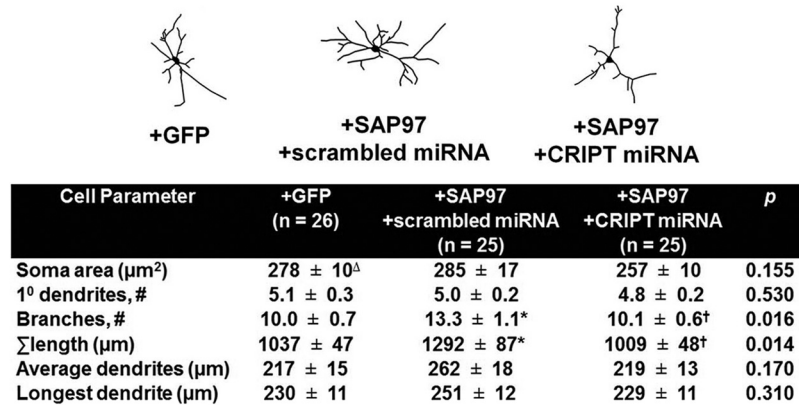 +GFP
+SAP97
+scrambled miRNA
+SAP97
+CRIPT miRNA
Cell Parameter +GFP (n = 26) +SAP97 +scrambled miRNA (n = 25) +SAP97 +CRIPT miRNA (n = 25) p
Soma area (µm²) 278 ± 10Δ 285 ± 17 257 ± 10 0.155
1⁰ dendrites, # 5.1 ± 0.3 5.0 ± 0.2 4.8 ± 0.2 0.530
Branches, # 10.0 ± 0.7 13.3 ± 1.1* 10.1 ± 0.6† 0.016
∑length (µm) 1037 ± 47 1292 ± 87* 1009 ± 48† 0.014
Average dendrites (µm) 217 ± 15 262 ± 18 219 ± 13 0.170
Longest dendrite (µm) 230 ± 11 251 ± 12 229 ± 11 0.310